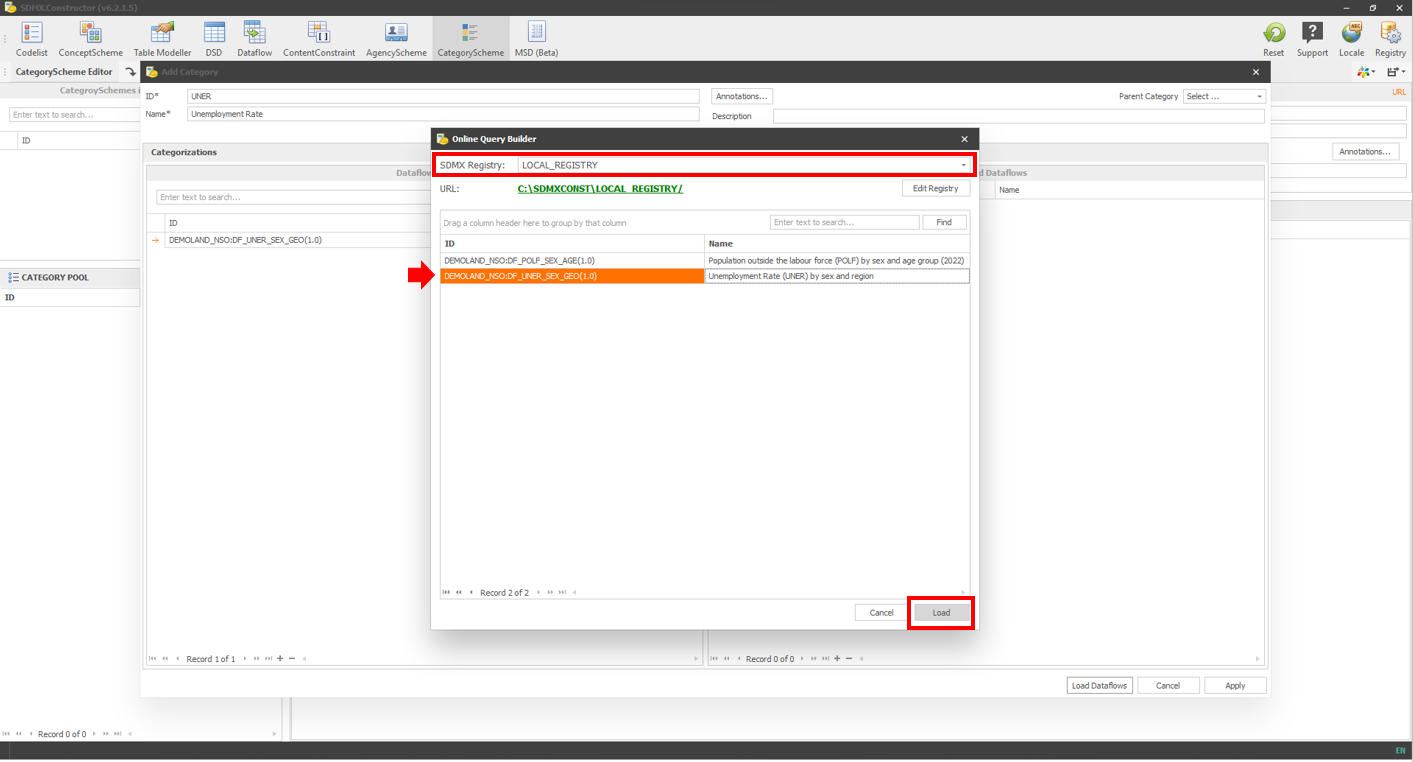 SDMX.Constructor (v6.2.1.5)
Codelist ConceptScheme Table Modeller DSD Dataflow ContentConstraint AgencyScheme CategoryScheme MSD (Beta) Reset Support Locale Registry
CategoryScheme Editor
CategroySchemes i
Enter text to search...
ID
CATEGORY POOL
ID
Record 0 of 0
Add Category
ID* UNER Annotations... Parent Category Select ...
Name* Unemployment Rate Description
Categorizations
Dataflow
Enter text to search...
ID
DEMOLAND_NSO:DF_UNER_SEX_GEO(1.0)
Record 1 of 1
d Dataflows
Name
Record 0 of 0
Load Dataflows Cancel Apply
Online Query Builder
SDMX Registry: LOCAL_REGISTRY
URL: C:\SDMXCONST\LOCAL_REGISTRY/ Edit Registry
Drag a column header here to group by that column Enter text to search... Find
ID Name
DEMOLAND_NSO:DF_POLF_SEX_AGE(1.0) Population outside the labour force (POLF) by sex and age group (2022)
DEMOLAND_NSO:DF_UNER_SEX_GEO(1.0) Unemployment Rate (UNER) by sex and region
Record 2 of 2
Cancel Load
URL
Annotations...
EN